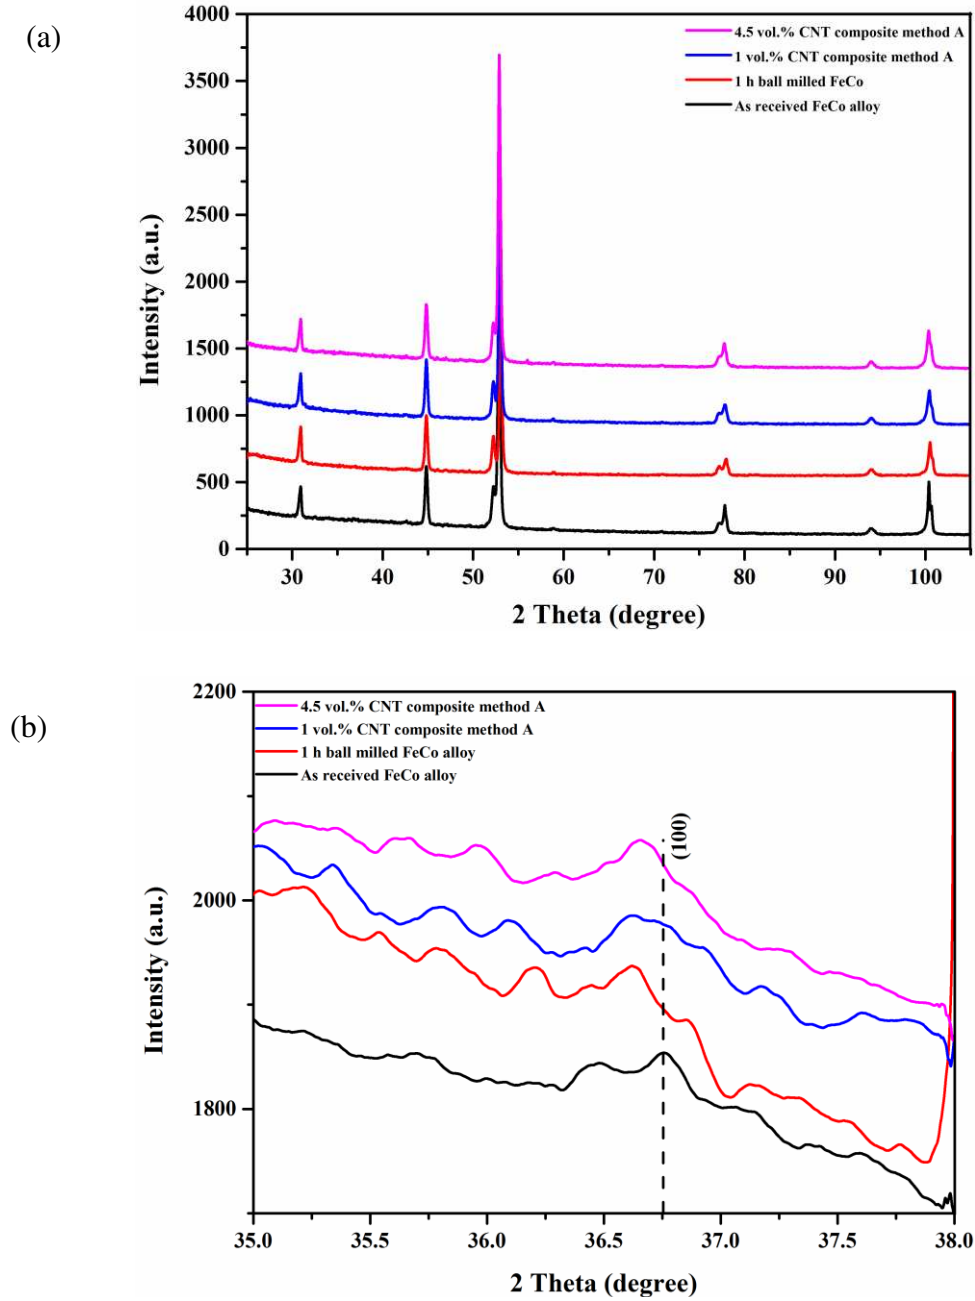 (a)
4000
3500
3000
2500
2000
1500
1000
500
0
Intensity (a.u.)
4.5 vol.% CNT composite method A
1 vol.% CNT composite method A
1 h ball milled FeCo
As received FeCo alloy
30 40 50 60 70 80 90 100
2 Theta (degree)
(b)
2200
2000
1800
Intensity (a.u.)
4.5 vol.% CNT composite method A
1 vol.% CNT composite method A
1 h ball milled FeCo alloy
As received FeCo alloy
(100)
35.0 35.5 36.0 36.5 37.0 37.5 38.0
2 Theta (degree)